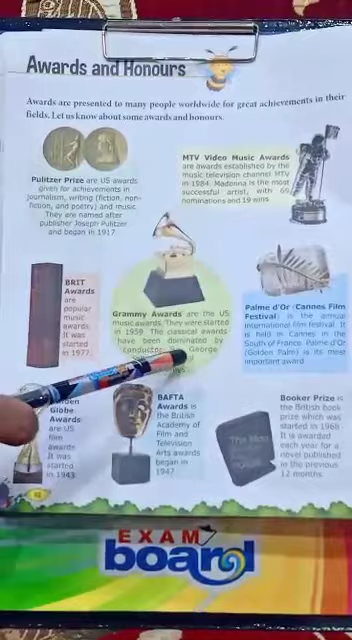 Awards and Honours
Awards are presented to many people worldwide for great achievements in their
fields. Let us know about some awards and honours.
Pulitzer Prize are US awards
given for achievements in
journalism, writing (fiction, non-
fiction, and poetry) and music.
They are named after
publisher Joseph Pulitzer
and began in 1917.
MTV Video Music Awards
are awards established by the
music television channel MTV
in 1984. Madonna is the most
successful artist, with 69
nominations and 19 wins
BRIT
Awards
are
popular
music
awards.
It was
started
in 1977.
Grammy Awards are the US
music awards. They were started
in 1959. The classical awards
have been dominated by
conductor George
Palme d'Or (Cannes Film
Festival) is the annual
international film festival. It
is held in Cannes in the
South of France. Palme d'Or
(Golden Palm) is its most
important award.
Globe
Awards
are US
film
awards.
It was
started
in 1943.
BAFTA
Awards is
the British
Academy of
Film and
Television
Arts awards
began in
1947.
The Man
Booker Prize is
the British book
prize which was
started in 1968.
It is awarded
each year for a
novel published
in the previous
12 months.
EXAM
board